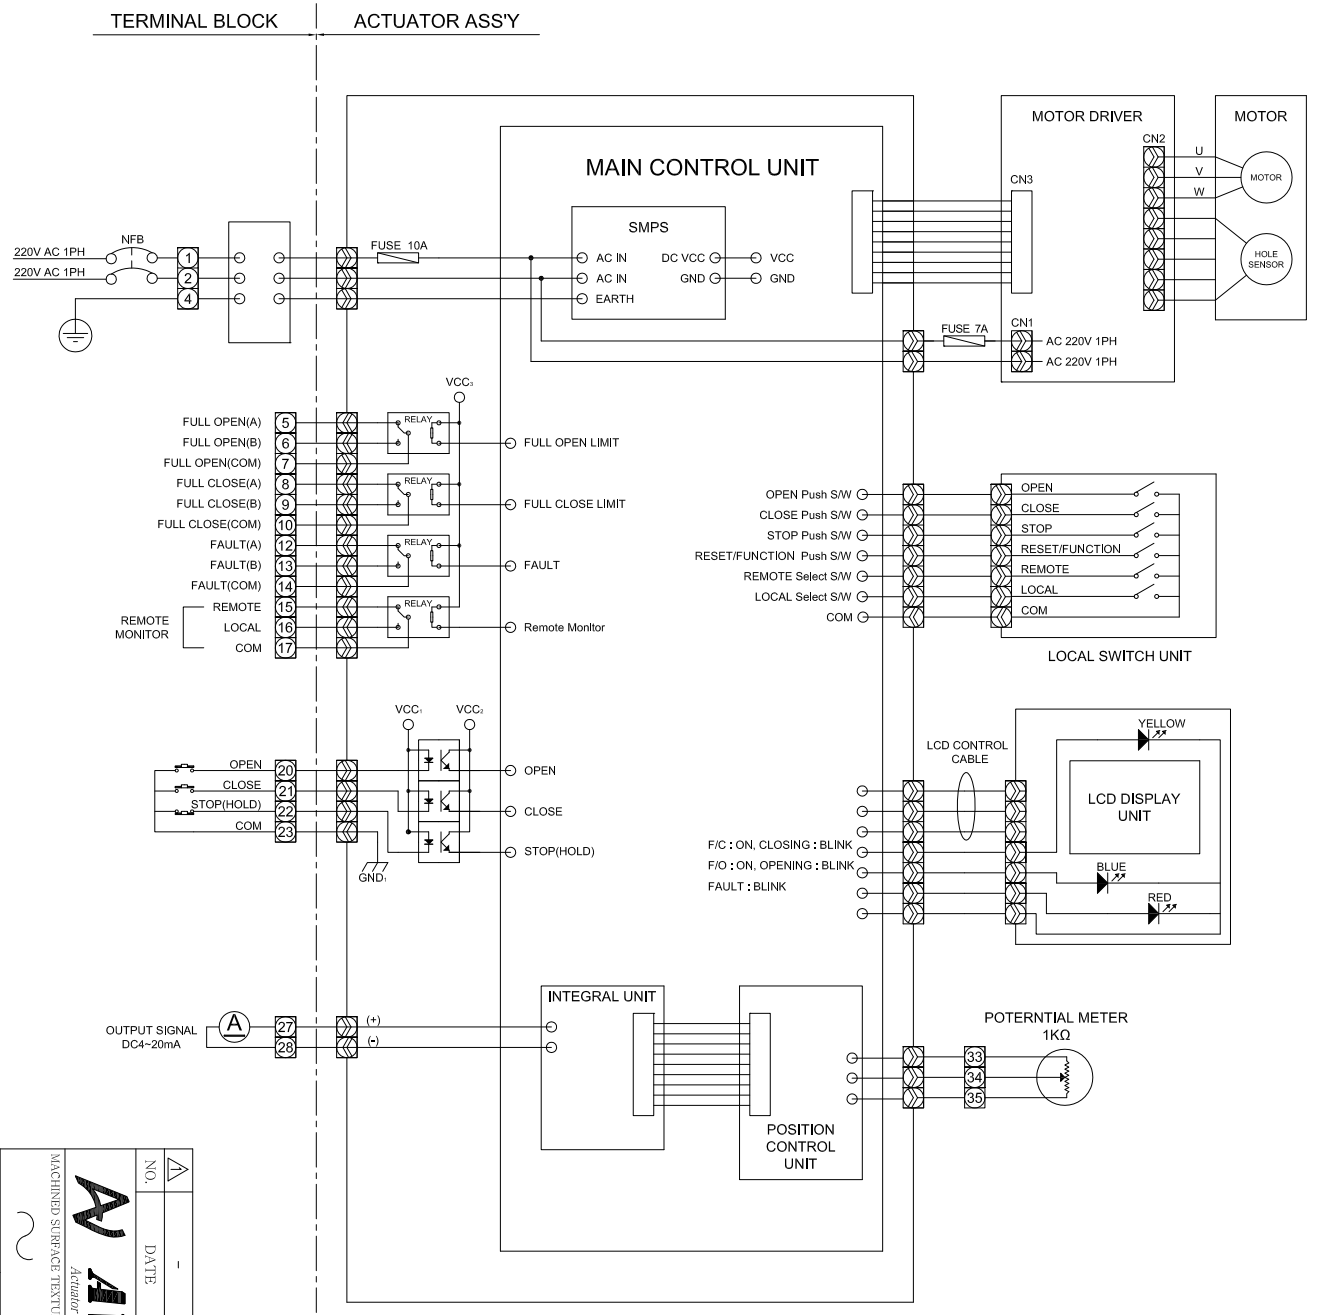 TERMINAL BLOCK
ACTUATOR ASS'Y
MAIN CONTROL UNIT
MOTOR DRIVER
MOTOR
CN2
U
V
W
MOTOR
HOLE
SENSOR
CN3
SMPS
AC IN
DC VCC
VCC
AC IN
GND
GND
EARTH
NFB
220V AC 1PH
220V AC 1PH
1
2
4
FUSE 10A
FUSE 7A
CN1
AC 220V 1PH
AC 220V 1PH
VCC₃
FULL OPEN(A)
5
RELAY
FULL OPEN(B)
6
FULL OPEN LIMIT
FULL OPEN(COM)
7
FULL CLOSE(A)
8
RELAY
FULL CLOSE(B)
9
FULL CLOSE LIMIT
FULL CLOSE(COM)
10
FAULT(A)
12
RELAY
FAULT(B)
13
FAULT
FAULT(COM)
14
REMOTE
MONITOR
REMOTE
15
RELAY
LOCAL
16
Remote Monitor
COM
17
OPEN Push S/W
CLOSE Push S/W
STOP Push S/W
RESET/FUNCTION Push S/W
REMOTE Select S/W
LOCAL Select S/W
COM
OPEN
CLOSE
STOP
RESET/FUNCTION
REMOTE
LOCAL
COM
LOCAL SWITCH UNIT
VCC₁
VCC₂
OPEN
20
OPEN
CLOSE
21
STOP(HOLD)
22
CLOSE
COM
23
STOP(HOLD)
GND₁
LCD CONTROL
CABLE
YELLOW
LCD DISPLAY
UNIT
F/C : ON, CLOSING : BLINK
F/O : ON, OPENING : BLINK
FAULT : BLINK
BLUE
RED
OUTPUT SIGNAL
DC4~20mA
A
27
28
(+)
(-)
INTEGRAL UNIT
POSITION
CONTROL
UNIT
POTERNTIAL METER
1KΩ
33
34
35
1
-
NO.
DATE
Actuator
MACHINED SURFACE TEXTU